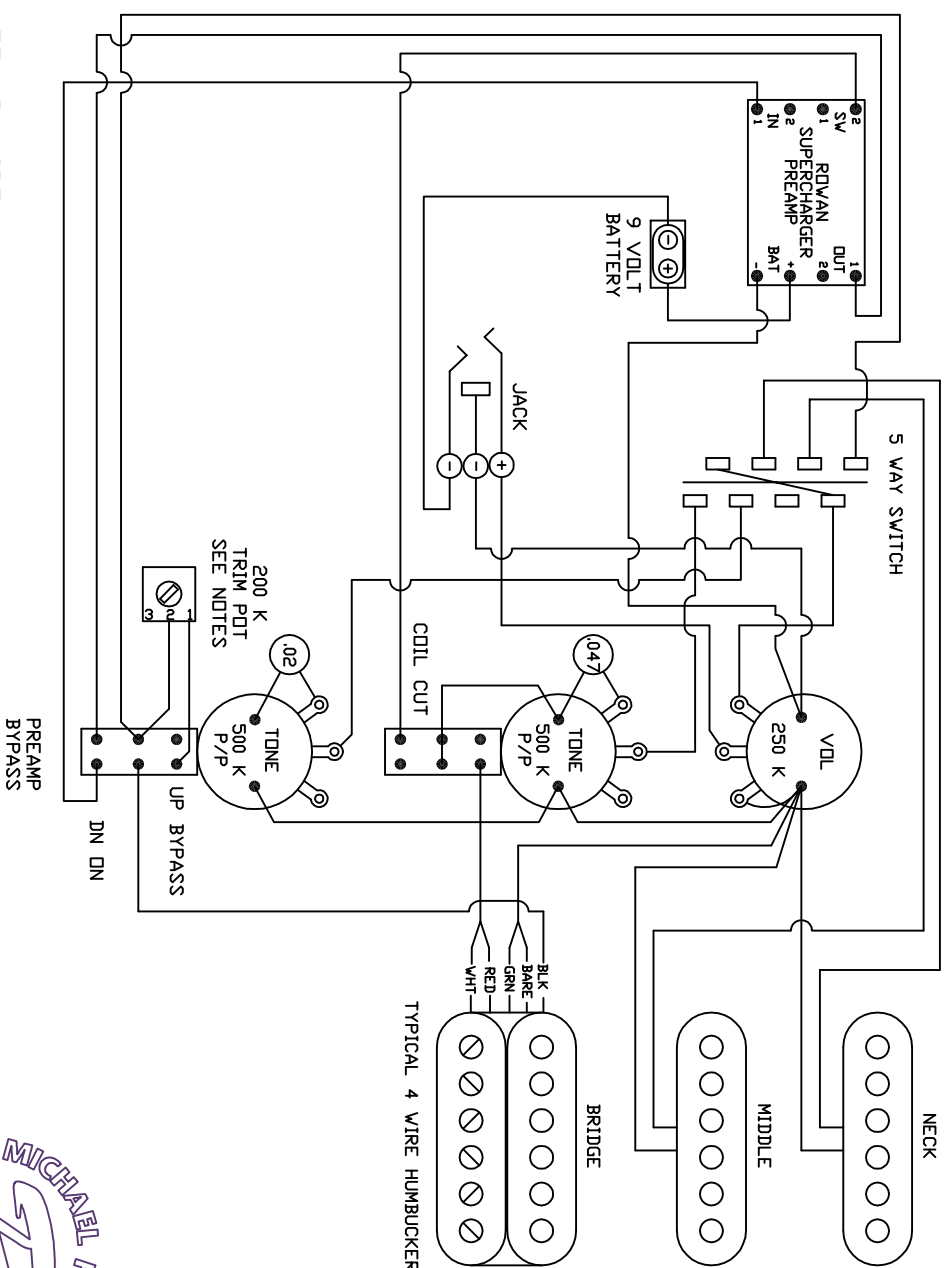 NECK
MIDDLE
BRIDGE
TYPICAL 4 WIRE HUMBUCKER
BLK
BARE
GRN
RED
WHT
5 WAY SWITCH
VOL
250 K
.047
TONE
500 K
P/P
COIL CUT
.02
TONE
500 K
P/P
UP BYPASS
DN ON
PREAMP
BYPASS
200 K
TRIM POT
SEE NOTES
1
2
3
JACK
+
-
-
9 VOLT
BATTERY
-
+
ROWAN
SUPERCHARGER
PREAMP
SW
2
1
IN
2
1
OUT
1
2
BAT
+
-
MICHAEL